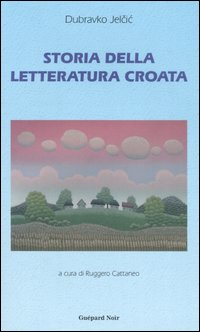 Dubravko Jelčić
STORIA DELLA
LETTERATURA CROATA
a cura di Ruggero Cattaneo
Guépard Noir